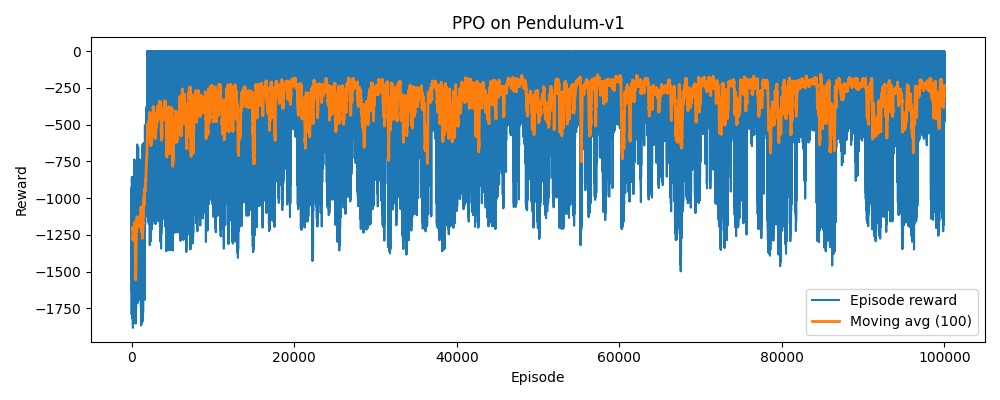 PPO on Pendulum-v1
0
−250
−500
−750
−1000
−1250
−1500
−1750
Reward
0 20000 40000 60000 80000 100000
Episode
Episode reward
Moving avg (100)